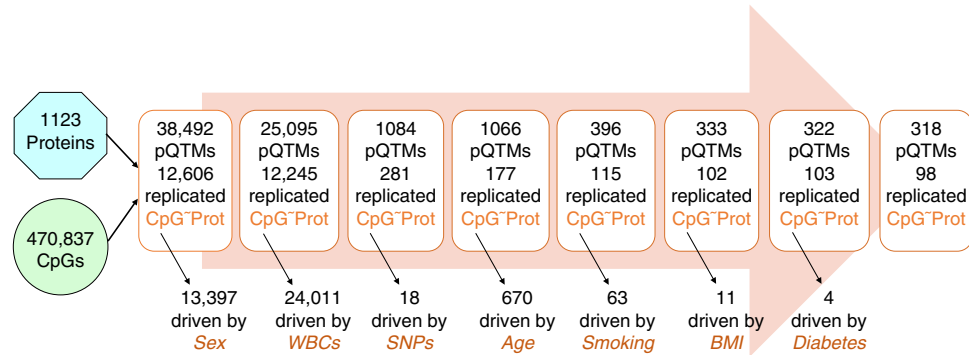 1123
Proteins
470,837
CpGs
38,492
pQTMs
12,606
replicated
CpG~Prot
25,095
pQTMs
12,245
replicated
CpG~Prot
1084
pQTMs
281
replicated
CpG~Prot
1066
pQTMs
177
replicated
CpG~Prot
396
pQTMs
115
replicated
CpG~Prot
333
pQTMs
102
replicated
CpG~Prot
322
pQTMs
103
replicated
CpG~Prot
318
pQTMs
98
replicated
CpG~Prot
13,397
driven by
Sex
24,011
driven by
WBCs
18
driven by
SNPs
670
driven by
Age
63
driven by
Smoking
11
driven by
BMI
4
driven by
Diabetes